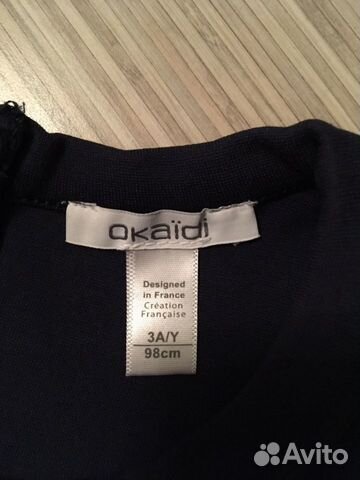 okaïdi
Designed
in France
Création
Française
3A/Y
98cm
Avito